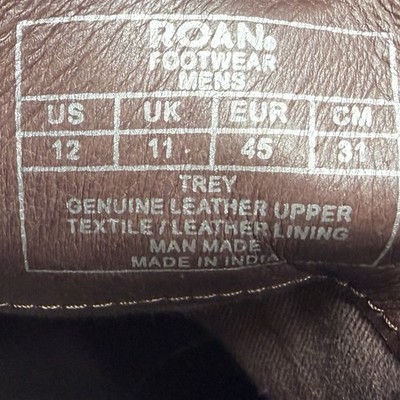 ROAN®
FOOTWEAR
MENS
US UK EUR CM
12 11 45 31
TREY
GENUINE LEATHER UPPER
TEXTILE / LEATHER LINING
MAN MADE
MADE IN INDIA